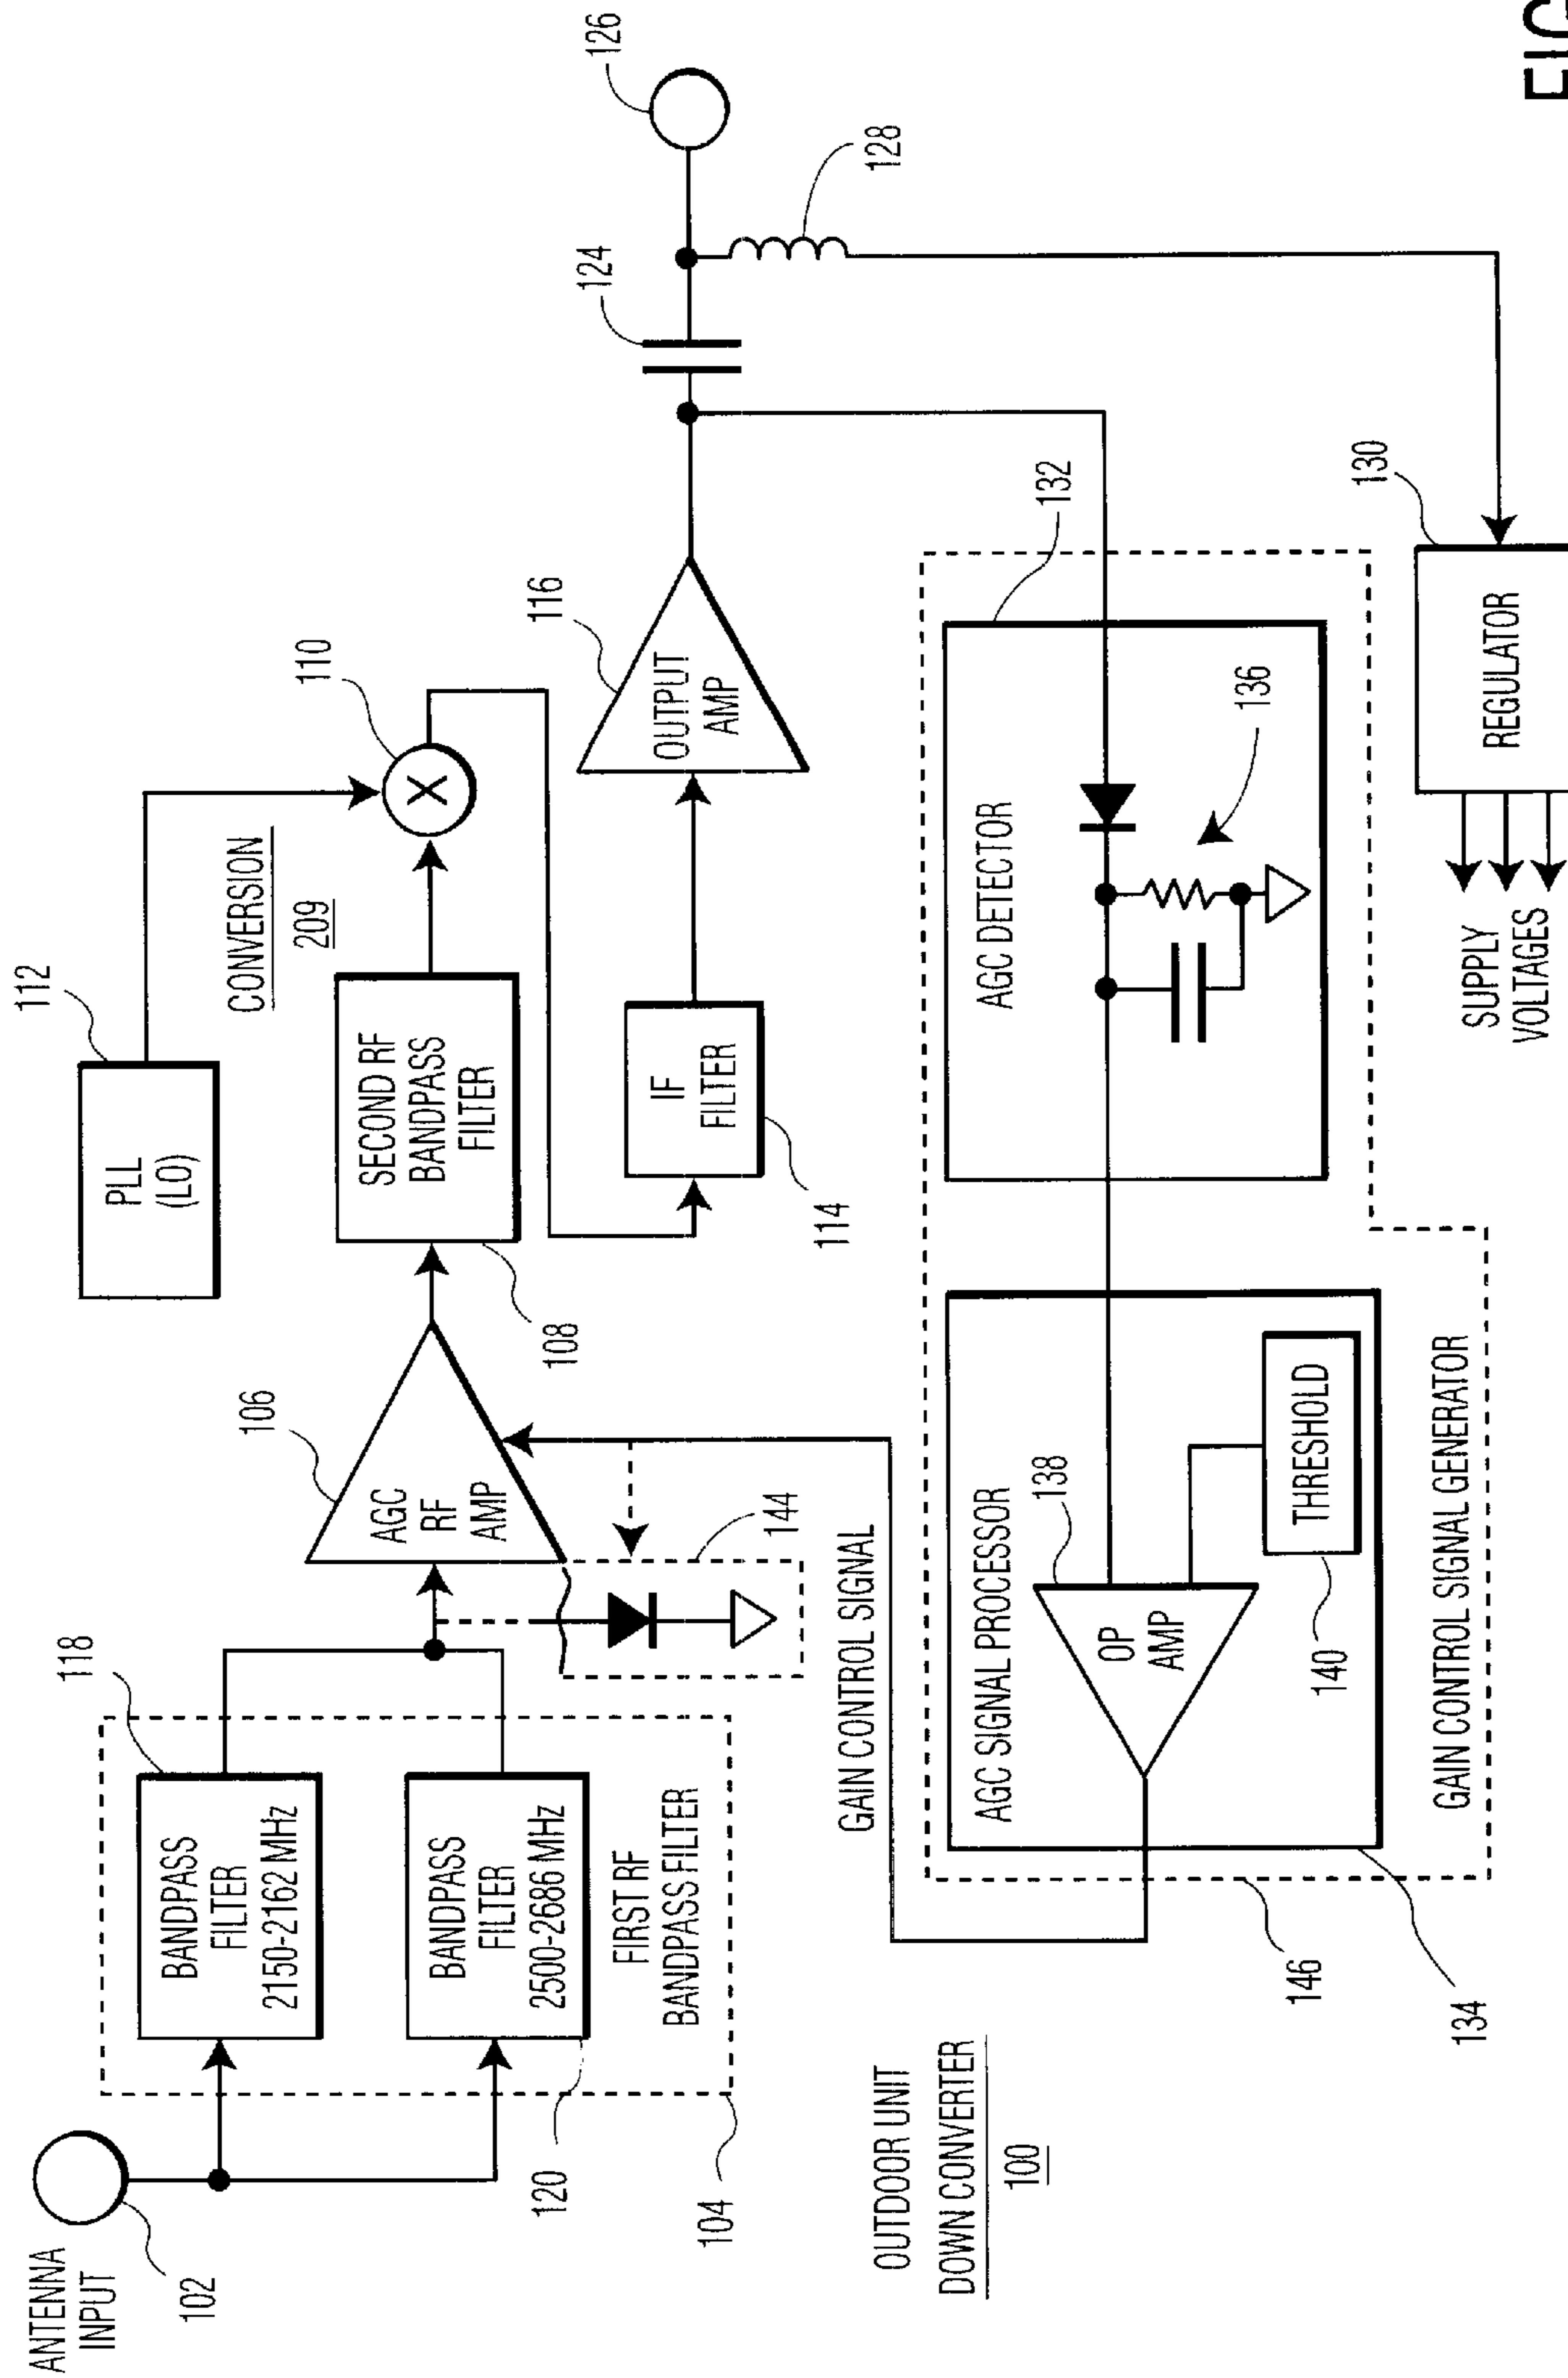 ANTENNA
INPUT
102
118
BANDPASS
FILTER
2150-2162 MHz
BANDPASS
FILTER
2500-2686 MHz
FIRST RF
BANDPASS FILTER
120
104
106
AGC
RF
AMP
144
108
SECOND RF
BANDPASS
FILTER
112
PLL
(LO)
CONVERSION
209
110
X
IF
FILTER
114
116
OUTPUT
AMP
124
126
128
GAIN CONTROL SIGNAL
OUTDOOR UNIT
DOWN CONVERTER
100
AGC SIGNAL PROCESSOR
138
OP
AMP
THRESHOLD
140
GAIN CONTROL SIGNAL GENERATOR
146
134
AGC DETECTOR
132
136
130
REGULATOR
SUPPLY
VOLTAGES